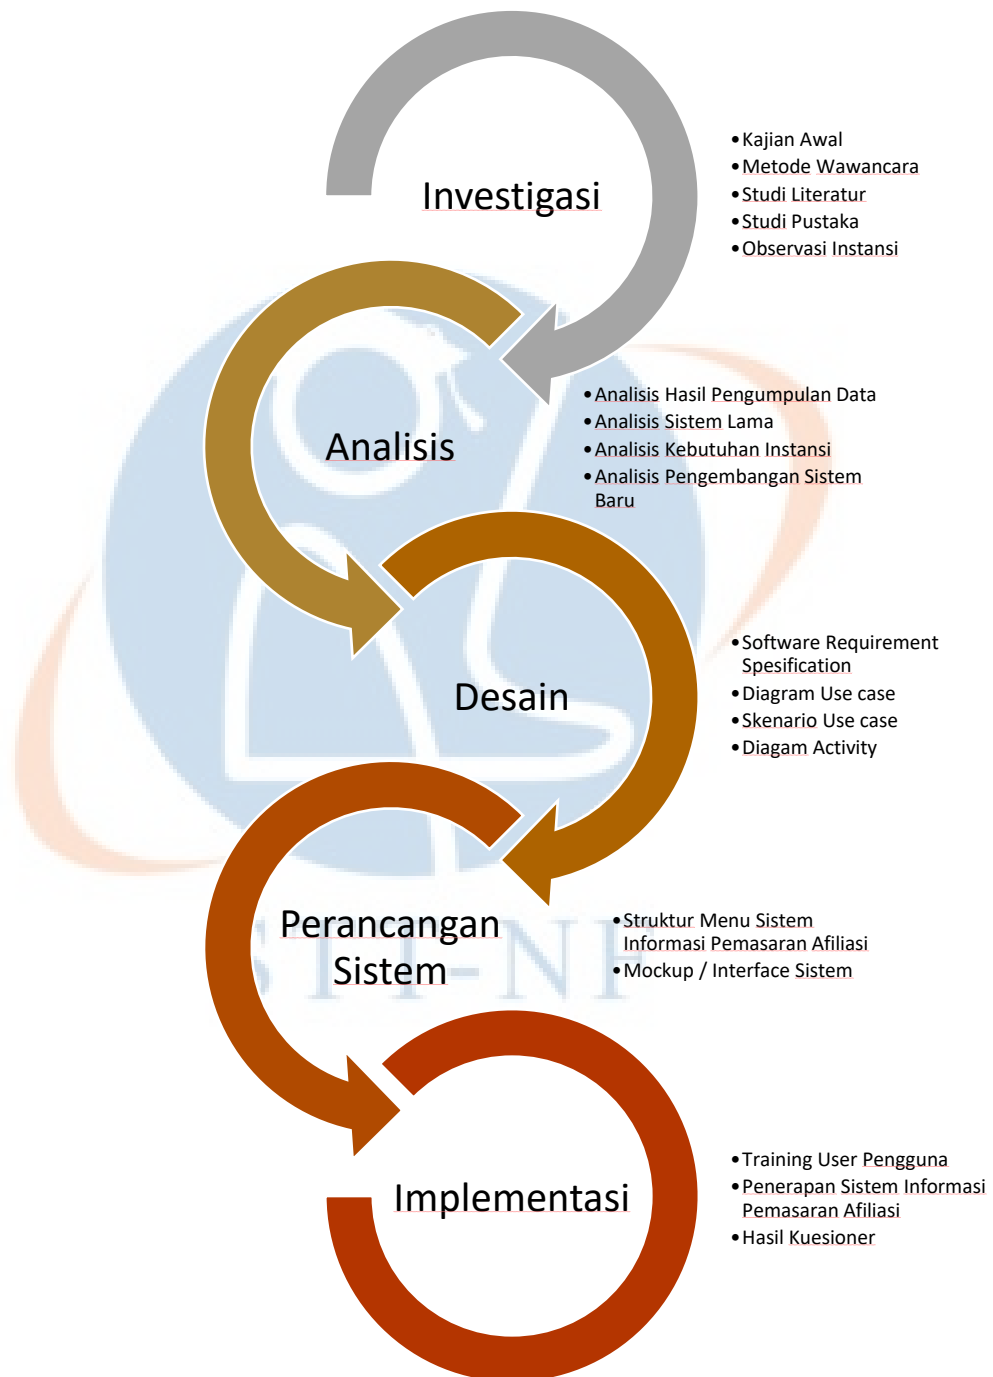 Investigasi
•Kajian Awal
•Metode Wawancara
•Studi Literatur
•Studi Pustaka
•Observasi Instansi
Analisis
•Analisis Hasil Pengumpulan Data
•Analisis Sistem Lama
•Analisis Kebutuhan Instansi
•Analisis Pengembangan Sistem
Baru
Desain
•Software Requirement
Spesification
•Diagram Use case
•Skenario Use case
•Diagam Activity
Perancangan
Sistem
•Struktur Menu Sistem
Informasi Pemasaran Afiliasi
•Mockup / Interface Sistem
STT-NF
Implementasi
•Training User Pengguna
•Penerapan Sistem Informasi
Pemasaran Afiliasi
•Hasil Kuesioner